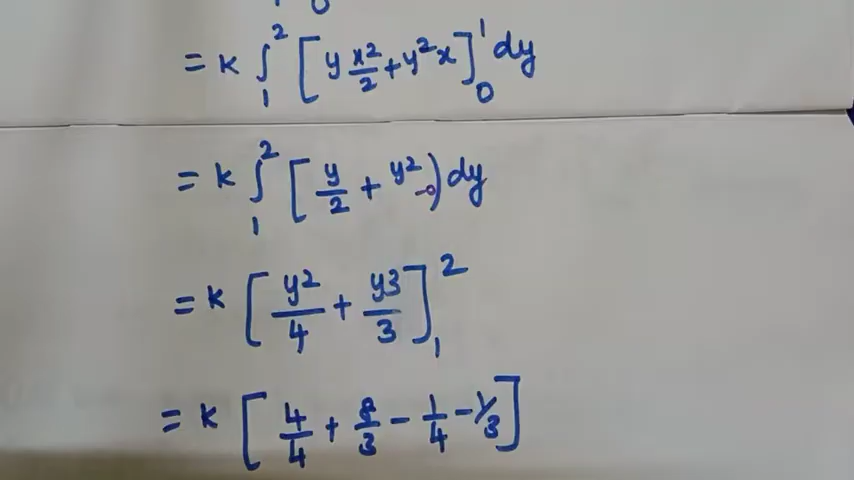 0
= k ∫₁² [y x²/2 + y²x]₀¹ dy
= k ∫₁² [y/2 + y² -0) dy
= k [y²/4 + y3/3]₁²
= k [4/4 + 8/3 - 1/4 - 1/3]